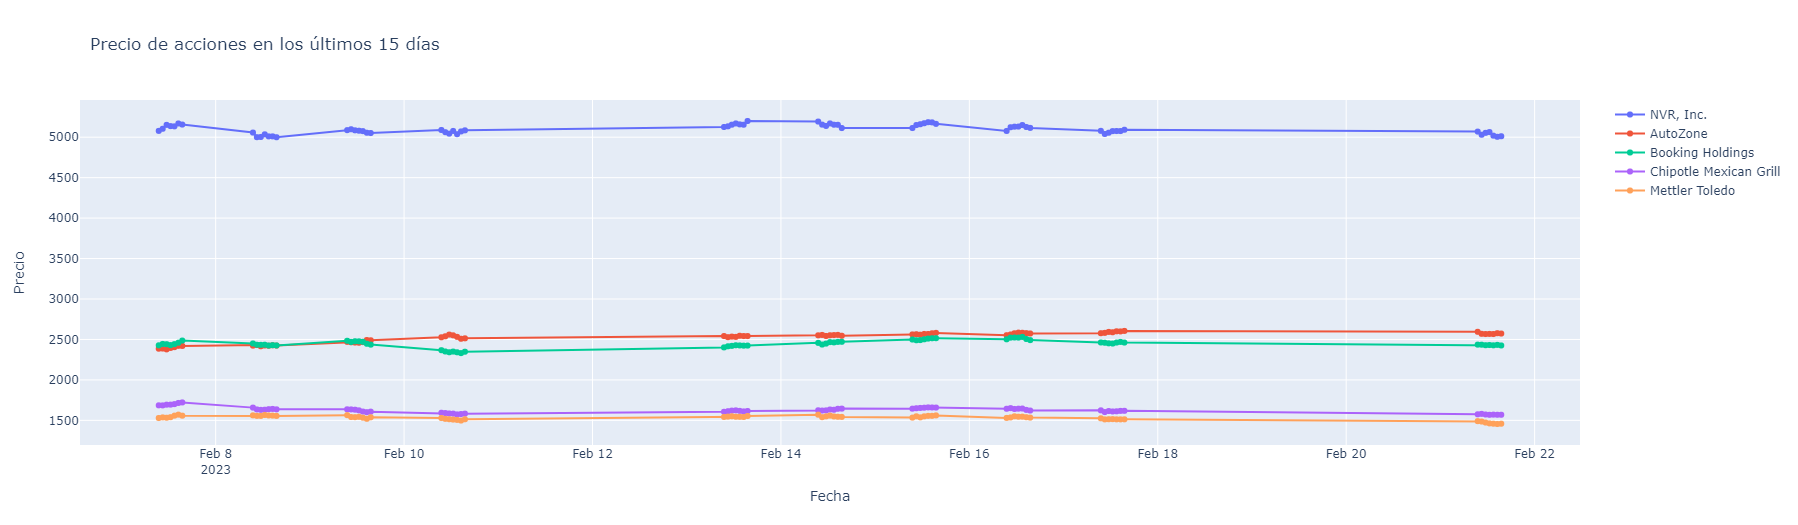 Precio de acciones en los últimos 15 días
Precio
5000
4500
4000
3500
3000
2500
2000
1500
Feb 8
2023
Feb 10
Feb 12
Feb 14
Feb 16
Feb 18
Feb 20
Feb 22
Fecha
NVR, Inc.
AutoZone
Booking Holdings
Chipotle Mexican Grill
Mettler Toledo